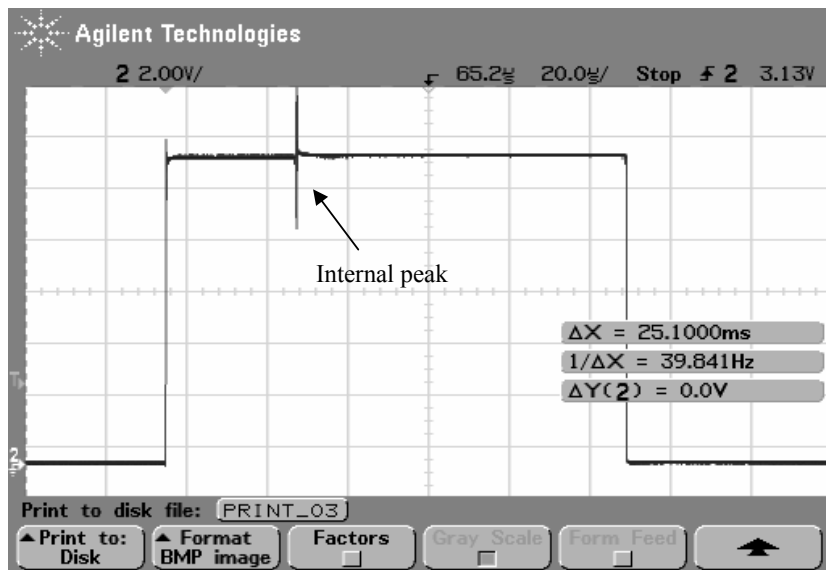 Agilent Technologies
2 2.00V/ 65.2µs 20.0µs/ Stop 2 3.13V
Internal peak
ΔX = 25.1000ms
1/ΔX = 39.841Hz
ΔY(2) = 0.0V
T
2
Print to disk file: PRINT_03
Print to: Disk
Format BMP image
Factors
Gray Scale
Form Feed